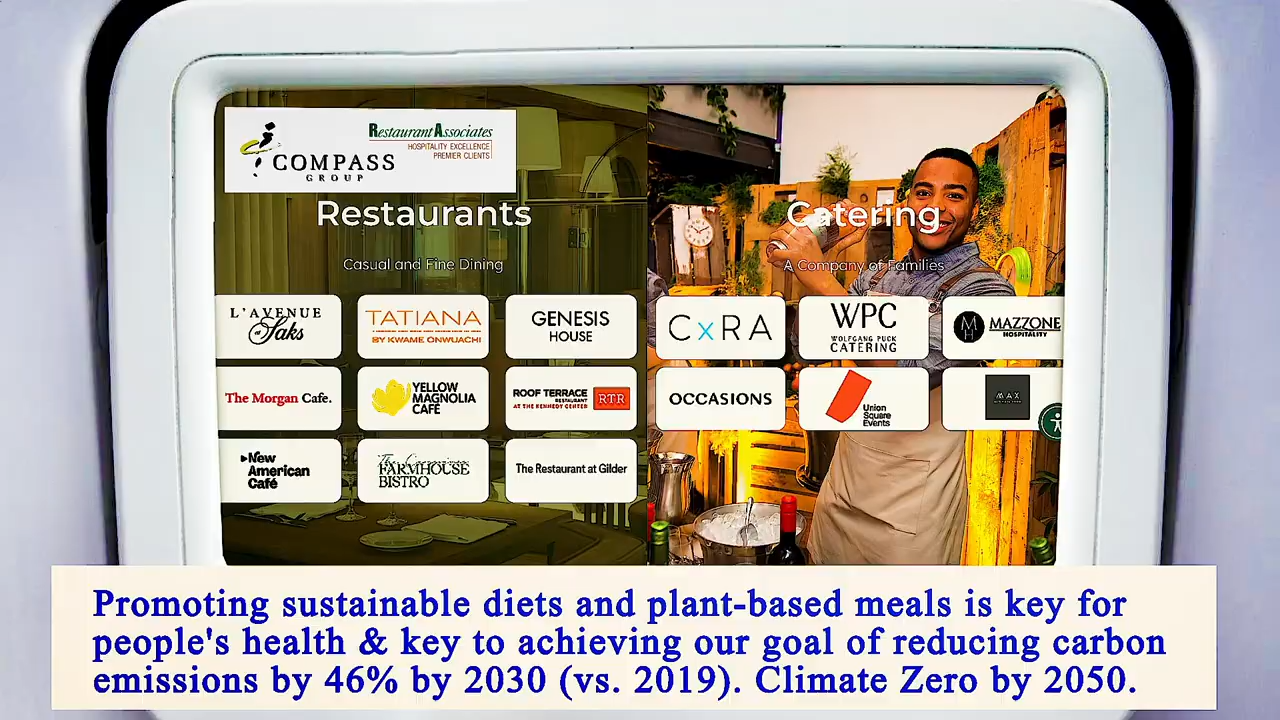 COMPASS
GROUP
Restaurant Associates
HOSPITALITY EXCELLENCE
PREMIER CLIENTS
Restaurants
Casual and Fine Dining
L'AVENUE
at Saks
TATIANA
BY KWAME ONWUACHI
GENESIS
HOUSE
The Morgan Cafe.
YELLOW
MAGNOLIA
CAFÉ
ROOF TERRACE
RESTAURANT
AT THE KENNEDY CENTER
RTR
New
American
Café
FARMHOUSE
BISTRO
The Restaurant at Gilder
Catering
A Company of Families
CxRA
WPC
WOLFGANG PUCK
CATERING
MH
MAZZONE
HOSPITALITY
OCCASIONS
Union
Square
Events
MAX
Promoting sustainable diets and plant-based meals is key for
people's health & key to achieving our goal of reducing carbon
emissions by 46% by 2030 (vs. 2019). Climate Zero by 2050.